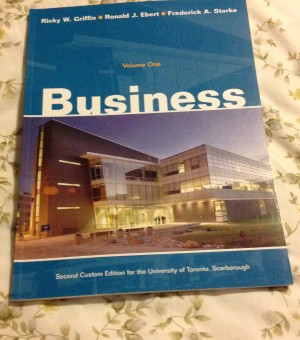 Ricky W. Griffin ■ Ronald J. Ebert ■ Frederick A. Starke
Volume One
Business
Second Custom Edition for the University of Toronto, Scarborough